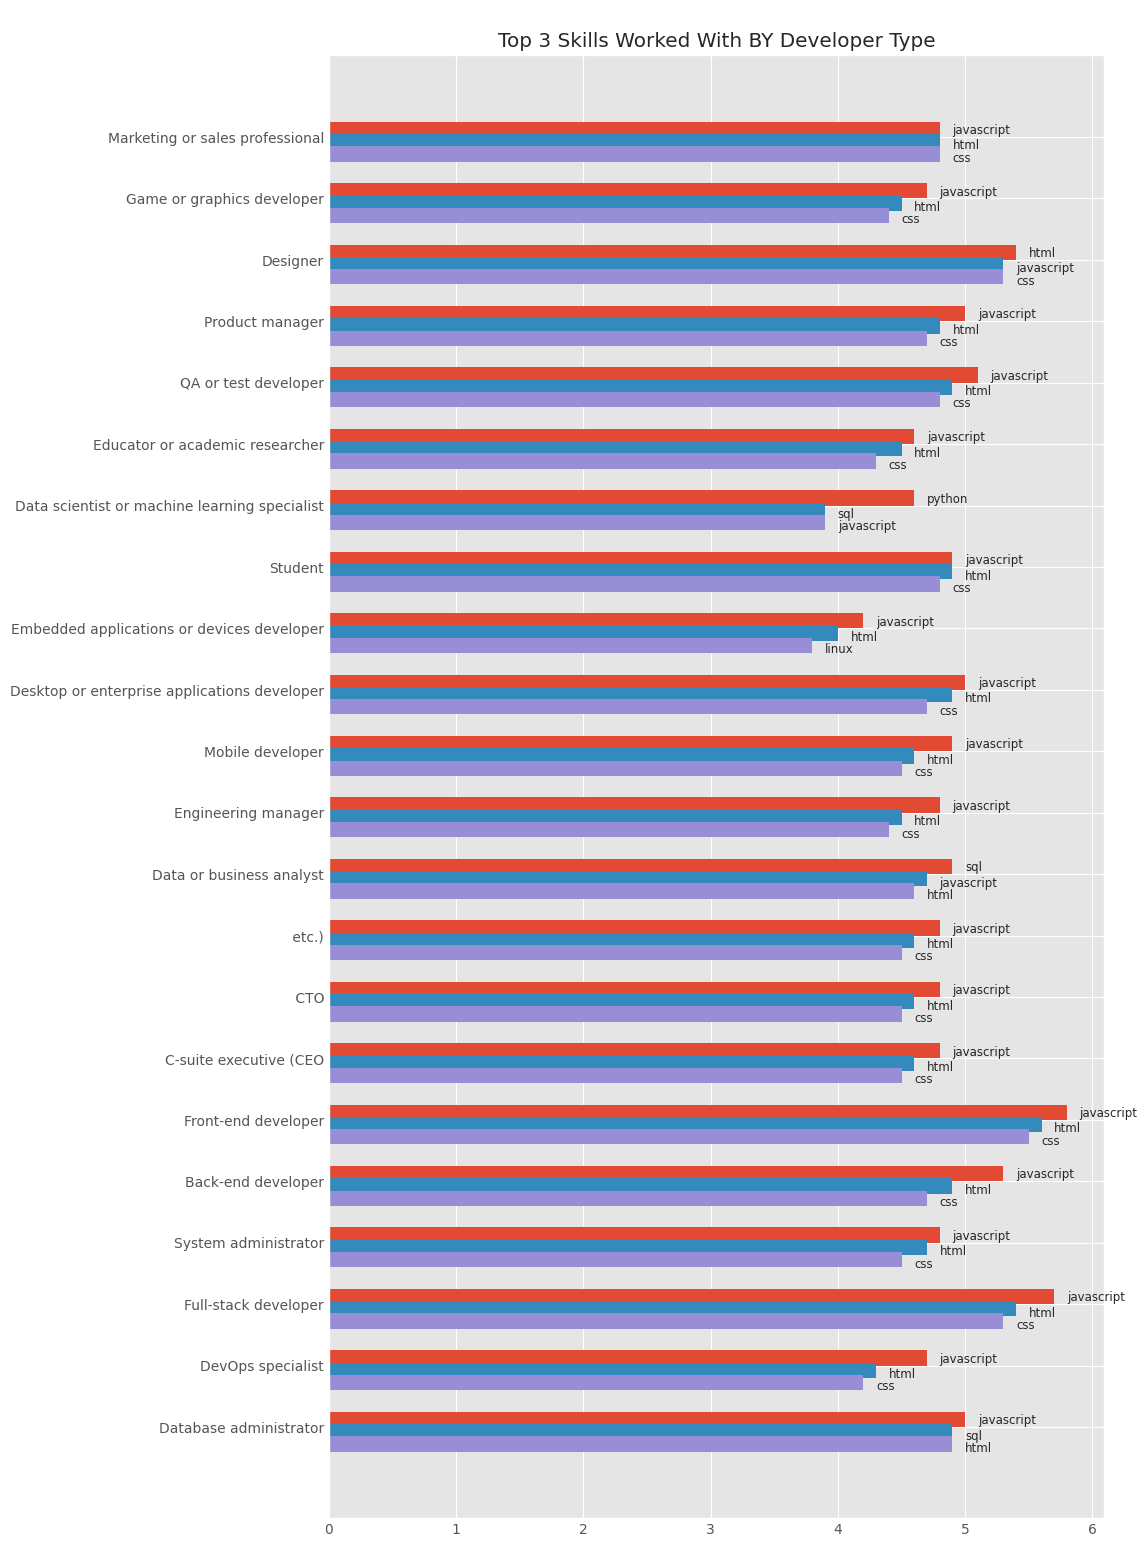 Top 3 Skills Worked With BY Developer Type
Marketing or sales professional
javascript
html
css
Game or graphics developer
javascript
html
css
Designer
html
javascript
css
Product manager
javascript
html
css
QA or test developer
javascript
html
css
Educator or academic researcher
javascript
html
css
Data scientist or machine learning specialist
python
sql
javascript
Student
javascript
html
css
Embedded applications or devices developer
javascript
html
linux
Desktop or enterprise applications developer
javascript
html
css
Mobile developer
javascript
html
css
Engineering manager
javascript
html
css
Data or business analyst
sql
javascript
html
etc.)
javascript
html
css
CTO
javascript
html
css
C-suite executive (CEO
javascript
html
css
Front-end developer
javascript
html
css
Back-end developer
javascript
html
css
System administrator
javascript
html
css
Full-stack developer
javascript
html
css
DevOps specialist
javascript
html
css
Database administrator
javascript
sql
html
0 1 2 3 4 5 6